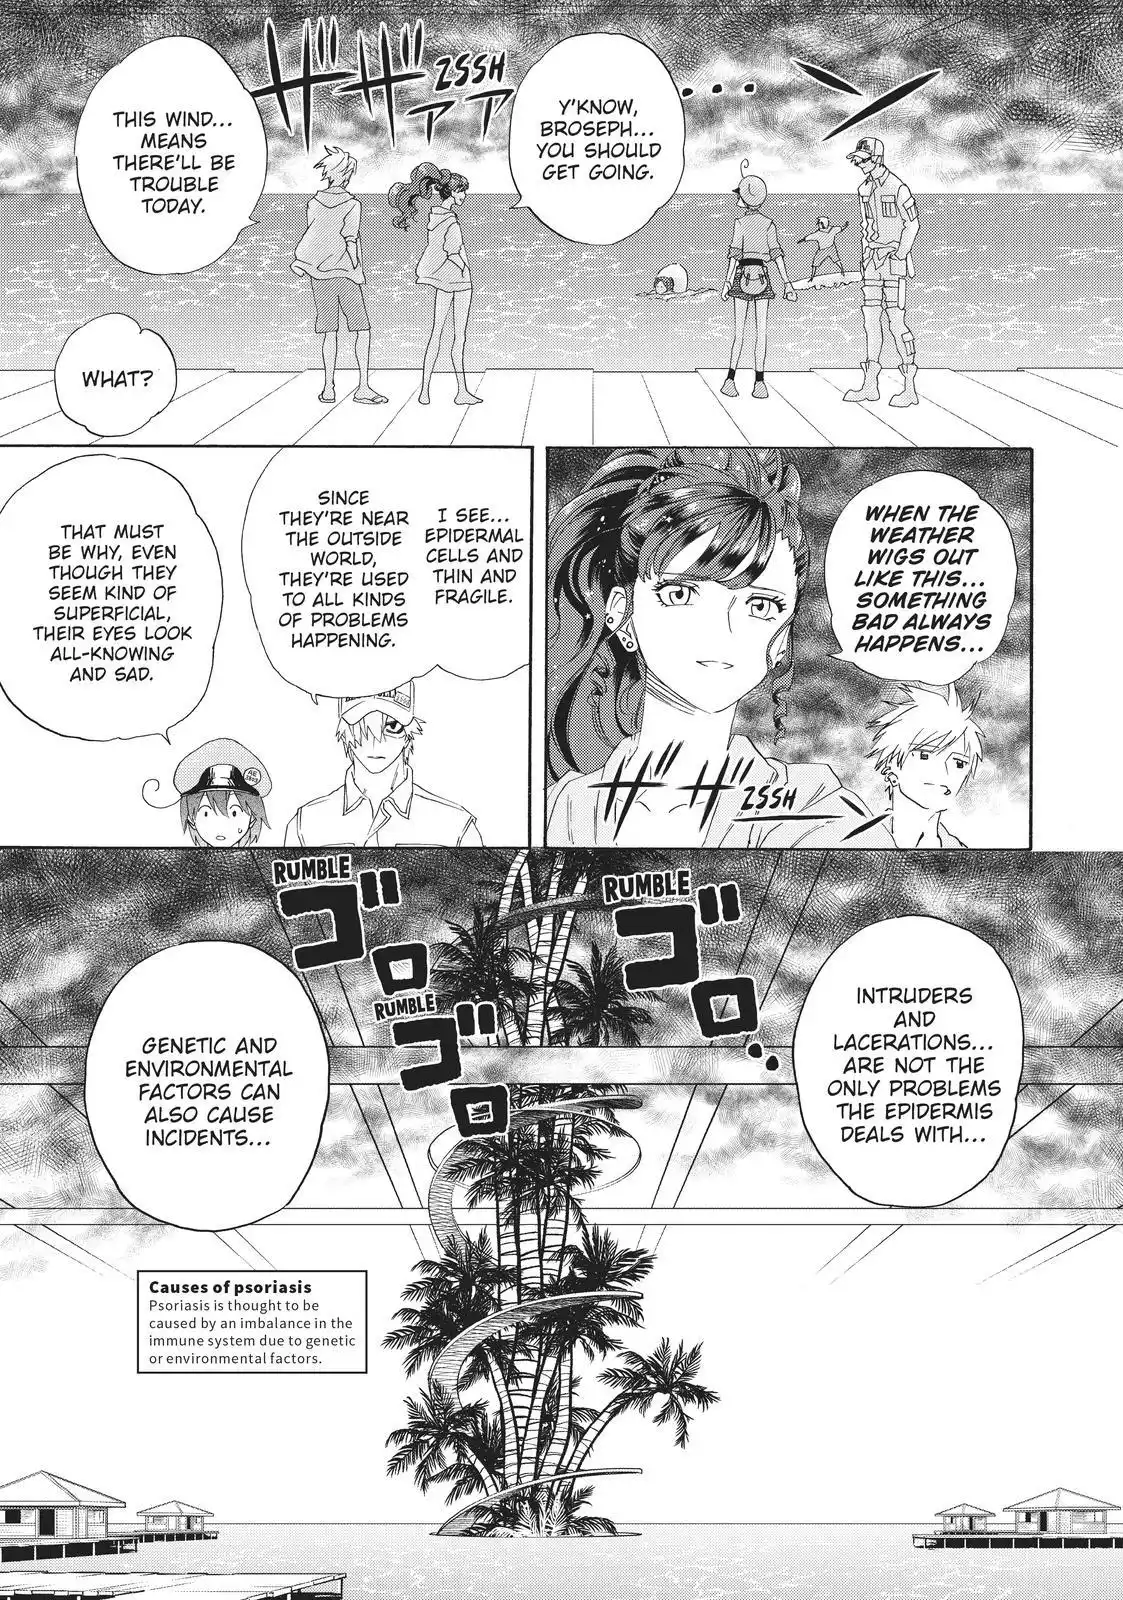 Y'KNOW,
BROSEPH...
YOU SHOULD
GET GOING.
ザザァァ...
ZSSH
THIS WIND...
MEANS
THERE'LL BE
TROUBLE
TODAY.
WHAT?
WHEN THE
WEATHER
WIGS OUT
LIKE THIS...
SOMETHING
BAD ALWAYS
HAPPENS...
ザザ
ZSSH
I SEE...
EPIDERMAL
CELLS AND
THIN AND
FRAGILE.
SINCE
THEY'RE NEAR
THE OUTSIDE
WORLD,
THEY'RE USED
TO ALL KINDS
OF PROBLEMS
HAPPENING.
THAT MUST
BE WHY, EVEN
THOUGH THEY
SEEM KIND OF
SUPERFICIAL,
THEIR EYES LOOK
ALL-KNOWING
AND SAD.
RUMBLE
ゴロ...
RUMBLE
ゴロ
RUMBLE
ゴロ
INTRUDERS
AND
LACERATIONS...
ARE NOT THE
ONLY PROBLEMS
THE EPIDERMIS
DEALS WITH...
GENETIC AND
ENVIRONMENTAL
FACTORS CAN
ALSO CAUSE
INCIDENTS...
Causes of psoriasis
Psoriasis is thought to be
caused by an imbalance in the
immune system due to genetic
or environmental factors.